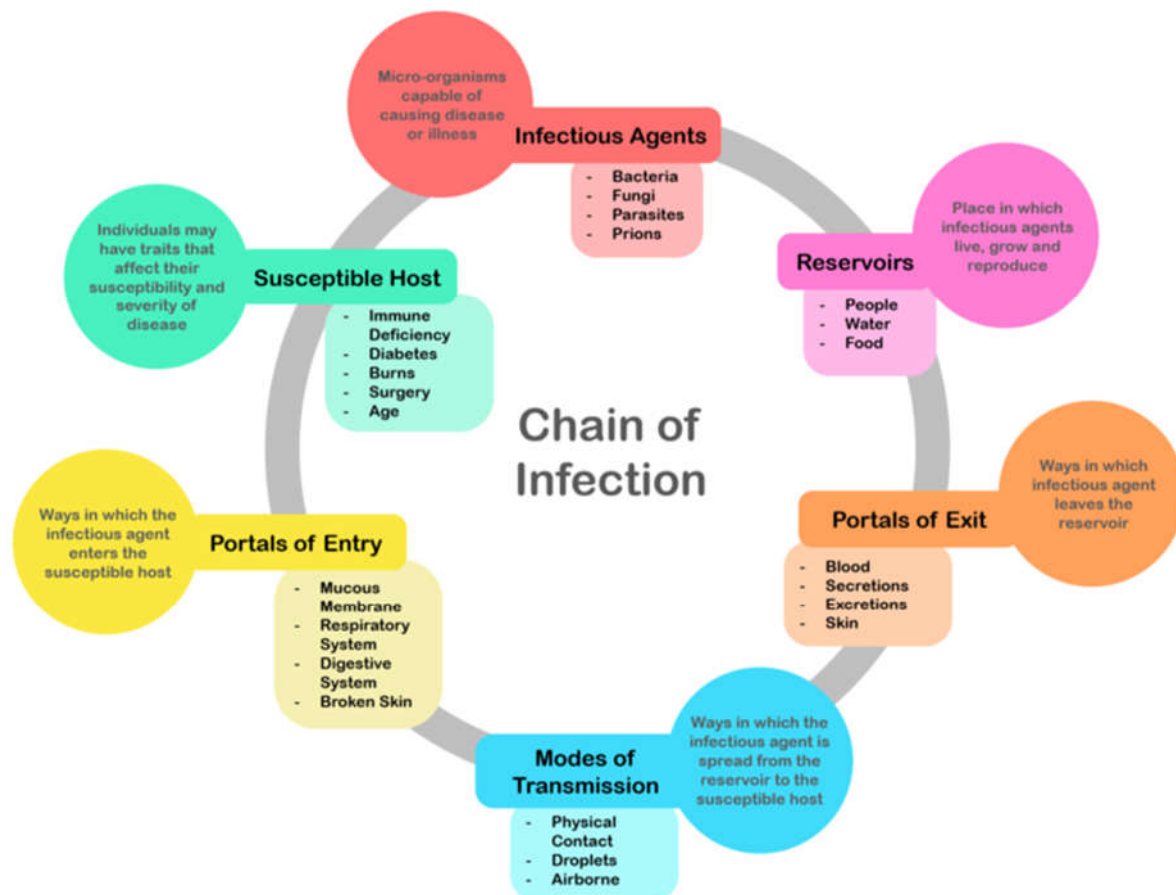 Micro-organisms
capable of
causing disease
or illness
Infectious Agents
- Bacteria
- Fungi
- Parasites
- Prions
Place in which
infectious agents
live, grow and
reproduce
Reservoirs
- People
- Water
- Food
Ways in which
infectious agent
leaves the
reservoir
Portals of Exit
- Blood
- Secretions
- Excretions
- Skin
Ways in which the
infectious agent is
spread from the
reservoir to the
susceptible host
Modes of
Transmission
- Physical
Contact
- Droplets
- Airborne
Ways in which the
infectious agent
enters the
susceptible host
Portals of Entry
- Mucous
Membrane
- Respiratory
System
- Digestive
System
- Broken Skin
Individuals may
have traits that
affect their
susceptibility and
severity of
disease
Susceptible Host
- Immune
Deficiency
- Diabetes
- Burns
- Surgery
- Age
Chain of
Infection